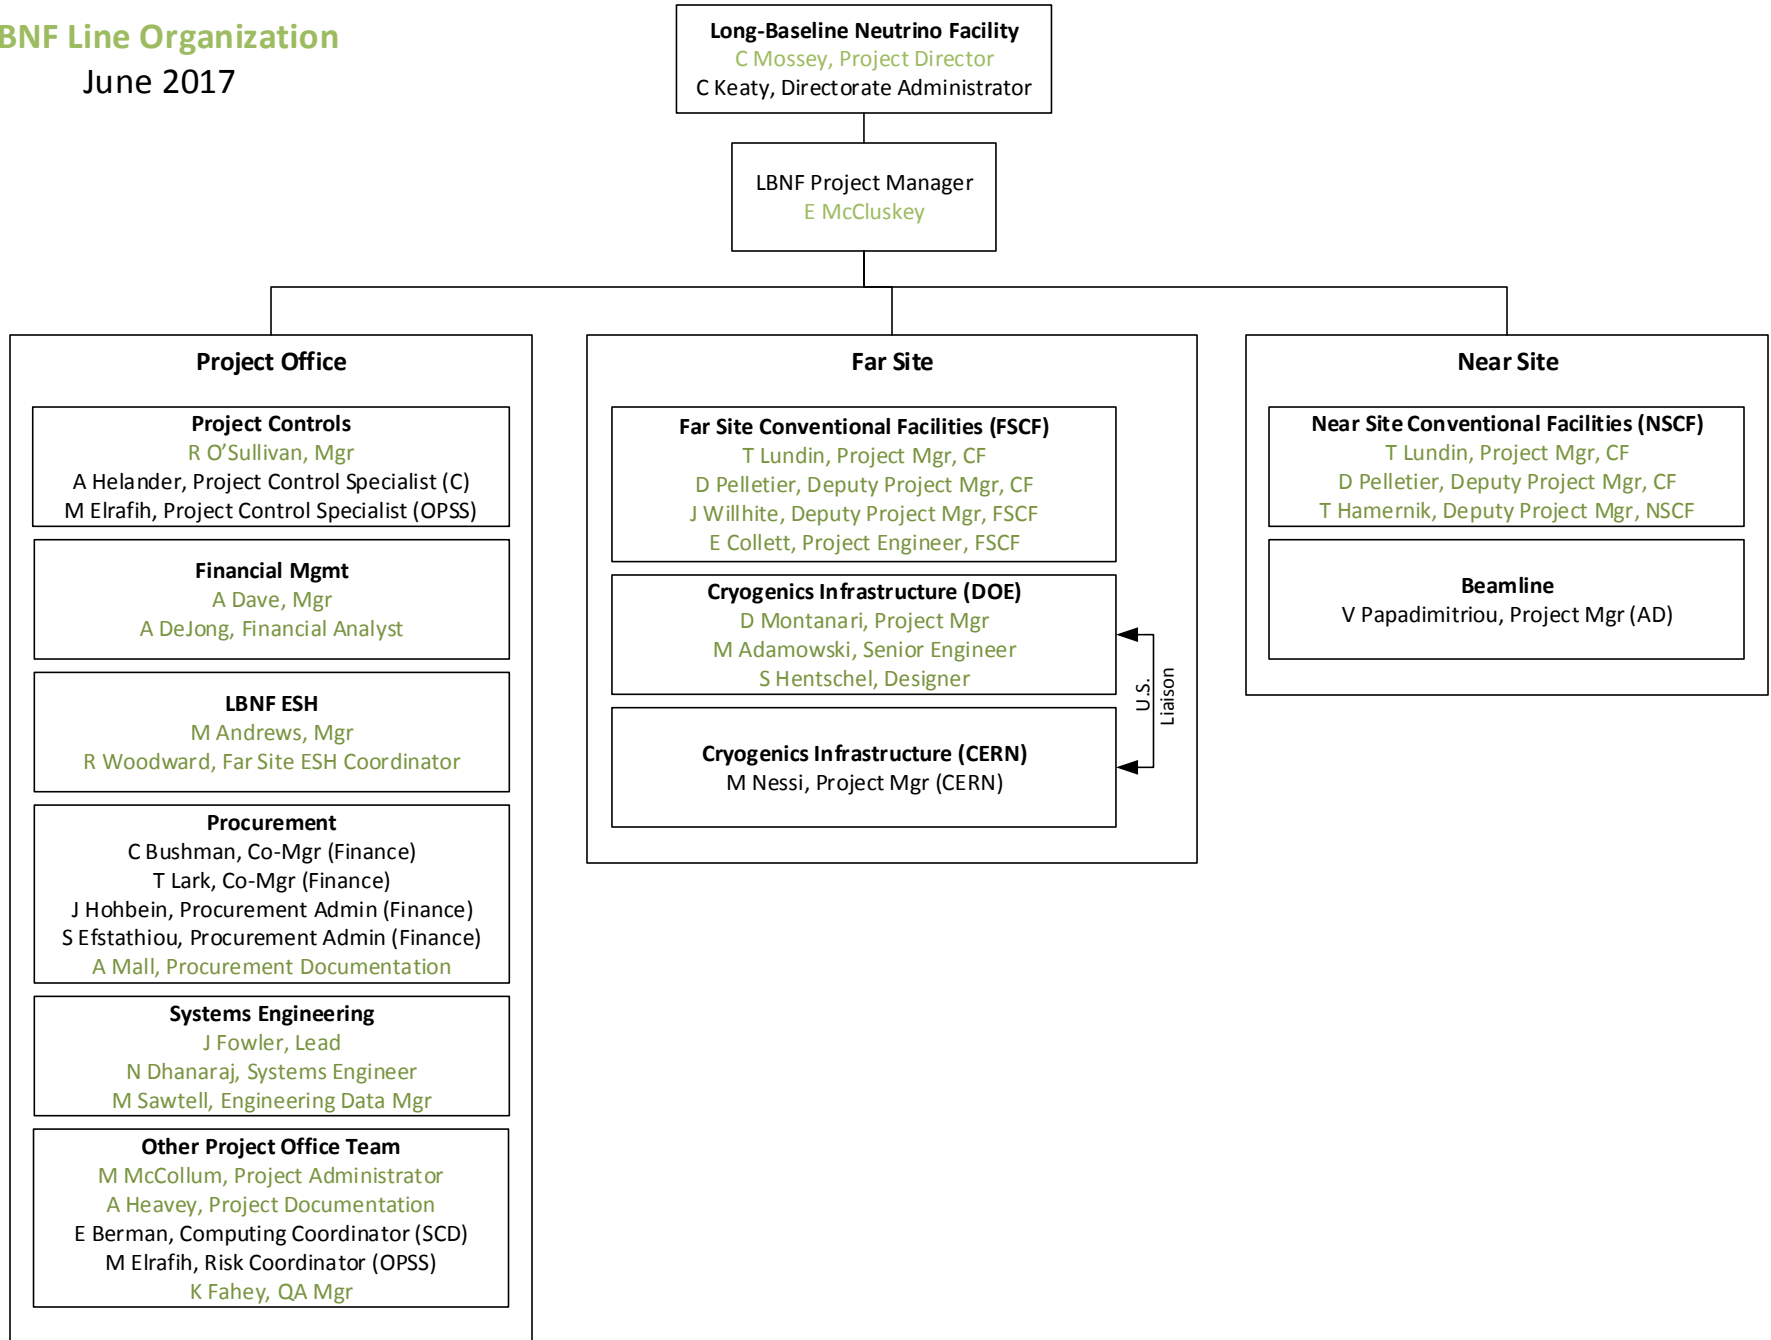 BNF Line Organization
June 2017
Long-Baseline Neutrino Facility
C Mossey, Project Director
C Keaty, Directorate Administrator
LBNF Project Manager
E McCluskey
Project Office
Project Controls
R O’Sullivan, Mgr
A Helander, Project Control Specialist (C)
M Elrafih, Project Control Specialist (OPSS)
Financial Mgmt
A Dave, Mgr
A DeJong, Financial Analyst
LBNF ESH
M Andrews, Mgr
R Woodward, Far Site ESH Coordinator
Procurement
C Bushman, Co-Mgr (Finance)
T Lark, Co-Mgr (Finance)
J Hohbein, Procurement Admin (Finance)
S Efstathiou, Procurement Admin (Finance)
A Mall, Procurement Documentation
Systems Engineering
J Fowler, Lead
N Dhanaraj, Systems Engineer
M Sawtell, Engineering Data Mgr
Other Project Office Team
M McCollum, Project Administrator
A Heavey, Project Documentation
E Berman, Computing Coordinator (SCD)
M Elrafih, Risk Coordinator (OPSS)
K Fahey, QA Mgr
Far Site
Far Site Conventional Facilities (FSCF)
T Lundin, Project Mgr, CF
D Pelletier, Deputy Project Mgr, CF
J Willhite, Deputy Project Mgr, FSCF
E Collett, Project Engineer, FSCF
Cryogenics Infrastructure (DOE)
D Montanari, Project Mgr
M Adamowski, Senior Engineer
S Hentschel, Designer
Cryogenics Infrastructure (CERN)
M Nessi, Project Mgr (CERN)
U.S.
Liaison
Near Site
Near Site Conventional Facilities (NSCF)
T Lundin, Project Mgr, CF
D Pelletier, Deputy Project Mgr, CF
T Hamernik, Deputy Project Mgr, NSCF
Beamline
V Papadimitriou, Project Mgr (AD)